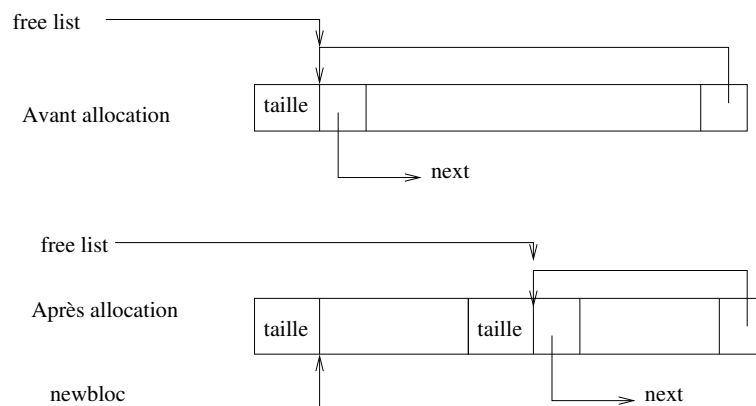 free list
taille
Avant allocation
next
free list
Après allocation
taille
taille
newbloc
next